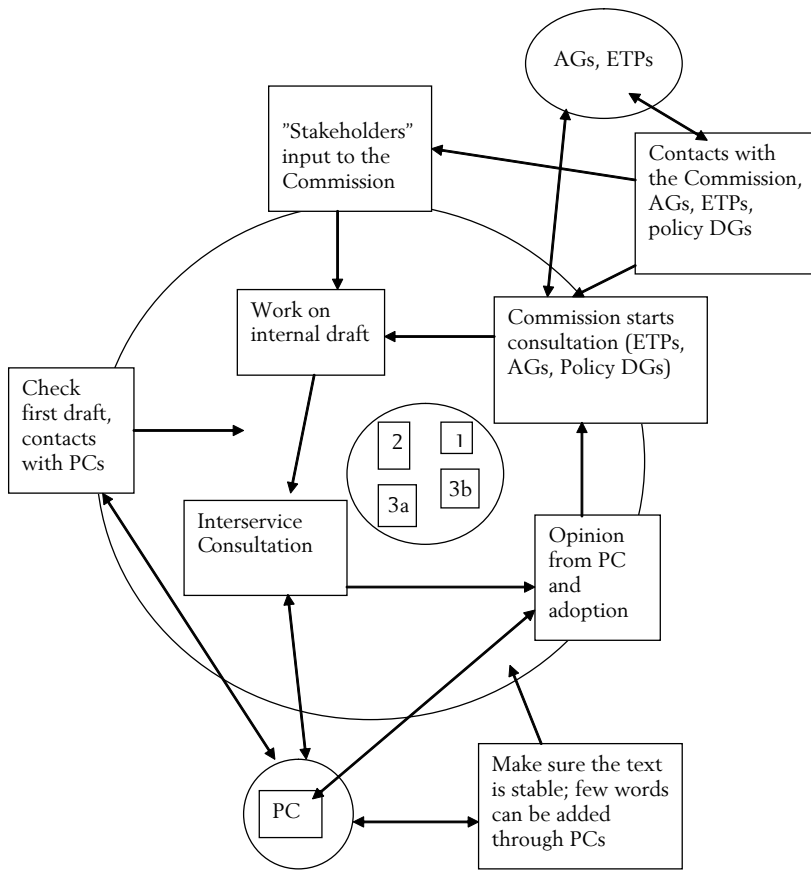 AGs, ETPs
”Stakeholders”
input to the
Commission
Contacts with
the Commission,
AGs, ETPs,
policy DGs
Work on
internal draft
Commission starts
consultation (ETPs,
AGs, Policy DGs)
Check
first draft,
contacts
with PCs
2
1
3a
3b
Interservice
Consultation
Opinion
from PC
and
adoption
PC
Make sure the text
is stable; few words
can be added
through PCs